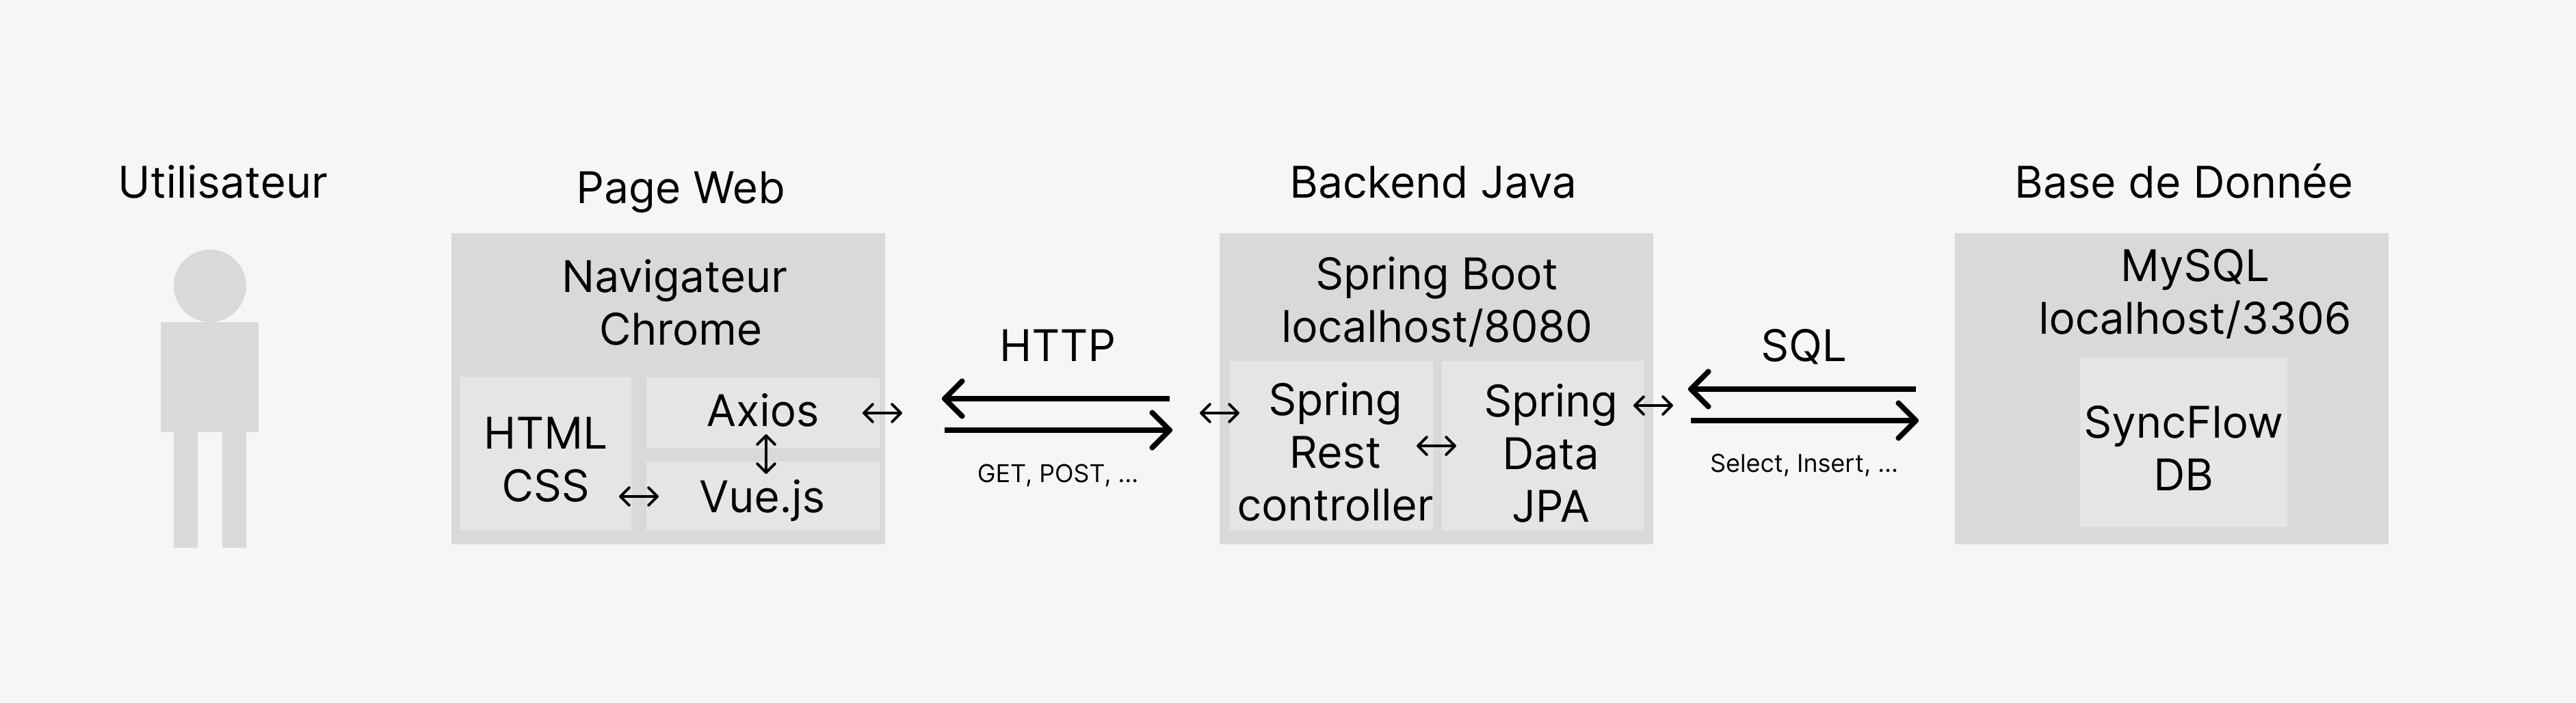 Utilisateur
Page Web
Navigateur
Chrome
HTML
CSS
Axios
Vue.js
HTTP
GET, POST, ...
Backend Java
Spring Boot
localhost/8080
Spring
Rest
controller
Spring
Data
JPA
SQL
Select, Insert, ...
Base de Donnée
MySQL
localhost/3306
SyncFlow
DB